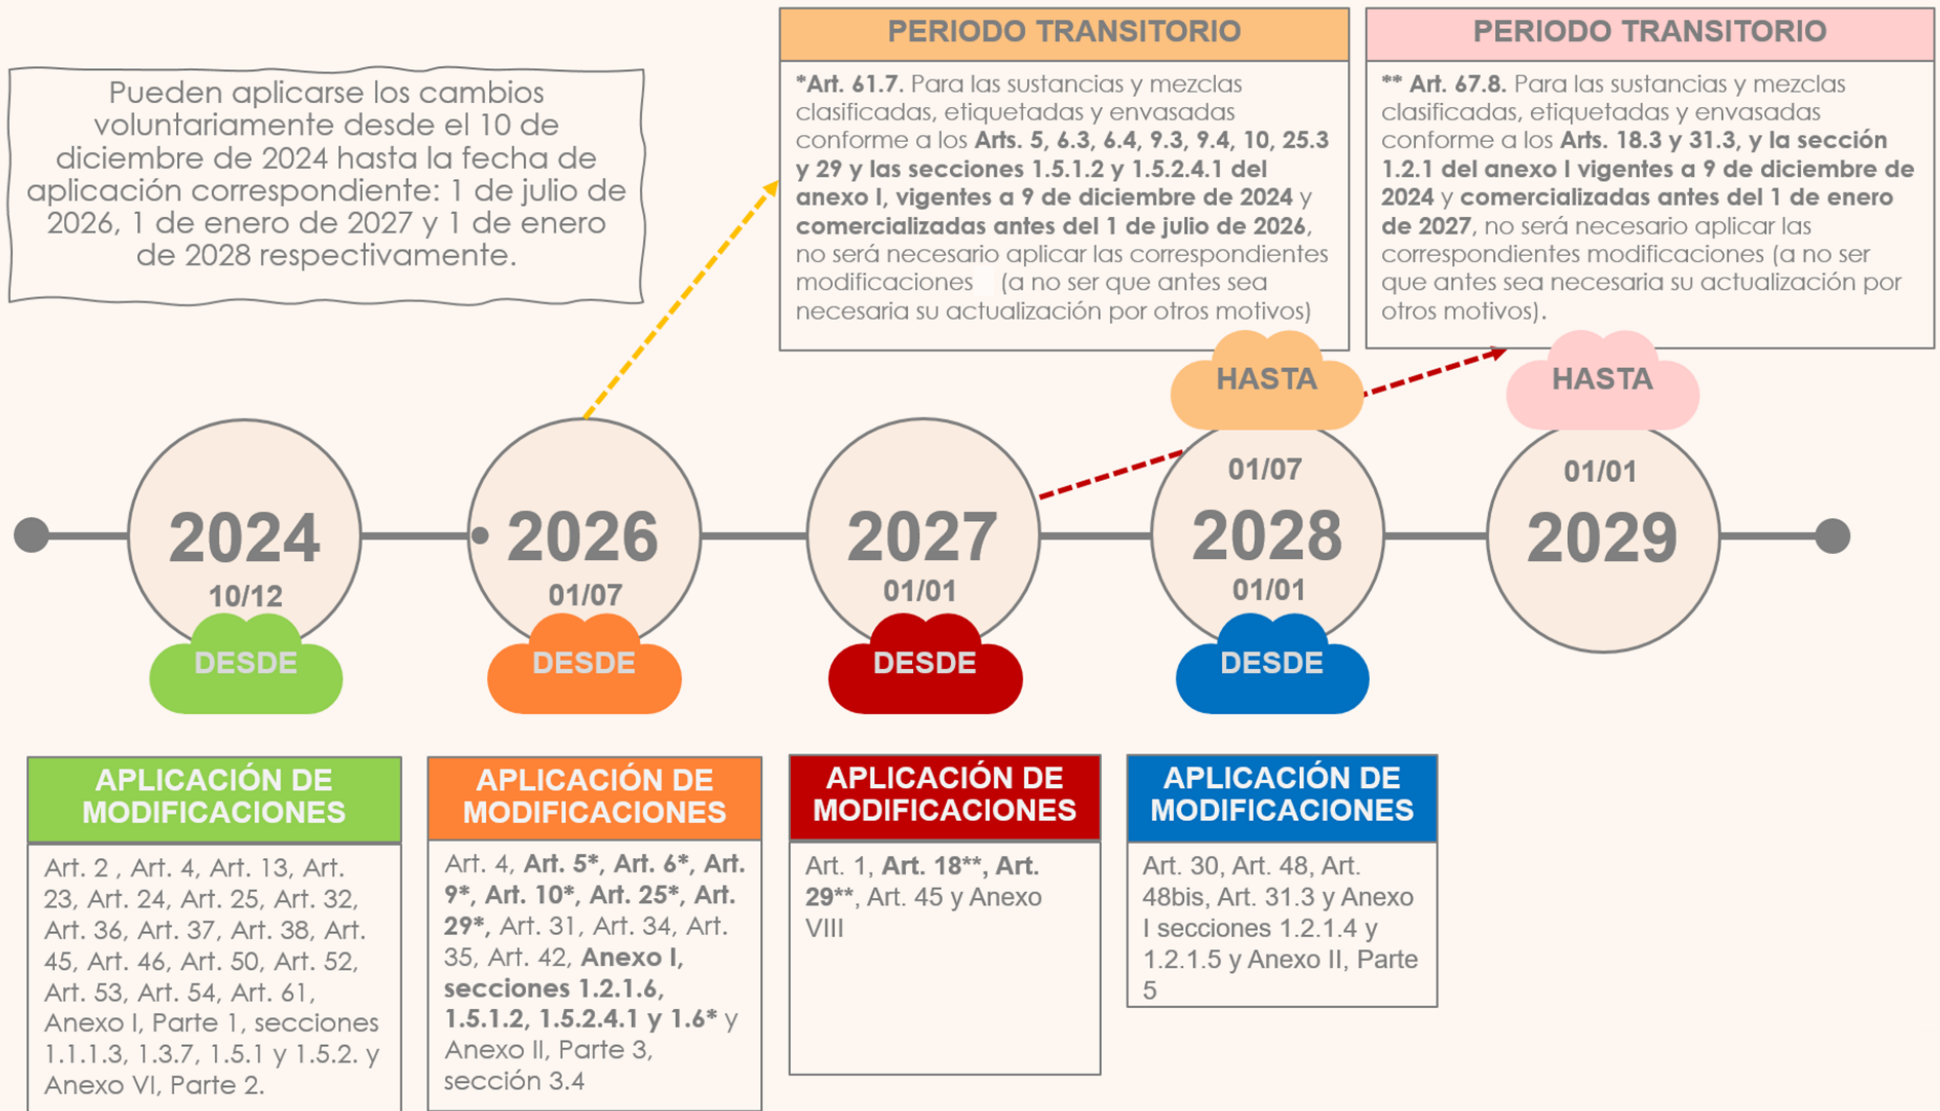 Pueden aplicarse los cambios
voluntariamente desde el 10 de
diciembre de 2024 hasta la fecha de
aplicación correspondiente: 1 de julio de
2026, 1 de enero de 2027 y 1 de enero
de 2028 respectivamente.
PERIODO TRANSITORIO
*Art. 61.7. Para las sustancias y mezclas
clasificadas, etiquetadas y envasadas
conforme a los Arts. 5, 6.3, 6.4, 9.3, 9.4, 10, 25.3
y 29 y las secciones 1.5.1.2 y 1.5.2.4.1 del
anexo I, vigentes a 9 de diciembre de 2024 y
comercializadas antes del 1 de julio de 2026,
no será necesario aplicar las correspondientes
modificaciones (a no ser que antes sea
necesaria su actualización por otros motivos)
PERIODO TRANSITORIO
** Art. 67.8. Para las sustancias y mezclas
clasificadas, etiquetadas y envasadas
conforme a los Arts. 18.3 y 31.3, y la sección
1.2.1 del anexo I vigentes a 9 de diciembre de
2024 y comercializadas antes del 1 de enero
de 2027, no será necesario aplicar las
correspondientes modificaciones (a no ser
que antes sea necesaria su actualización por
otros motivos).
HASTA
HASTA
2024
10/12
DESDE
2026
01/07
DESDE
2027
01/01
DESDE
01/07
2028
01/01
DESDE
01/01
2029
APLICACIÓN DE
MODIFICACIONES
Art. 2 , Art. 4, Art. 13, Art.
23, Art. 24, Art. 25, Art. 32,
Art. 36, Art. 37, Art. 38, Art.
45, Art. 46, Art. 50, Art. 52,
Art. 53, Art. 54, Art. 61,
Anexo I, Parte 1, secciones
1.1.1.3, 1.3.7, 1.5.1 y 1.5.2. y
Anexo VI, Parte 2.
APLICACIÓN DE
MODIFICACIONES
Art. 4, Art. 5*, Art. 6*, Art.
9*, Art. 10*, Art. 25*, Art.
29*, Art. 31, Art. 34, Art.
35, Art. 42, Anexo I,
secciones 1.2.1.6,
1.5.1.2, 1.5.2.4.1 y 1.6* y
Anexo II, Parte 3,
sección 3.4
APLICACIÓN DE
MODIFICACIONES
Art. 1, Art. 18**, Art.
29**, Art. 45 y Anexo
VIII
APLICACIÓN DE
MODIFICACIONES
Art. 30, Art. 48, Art.
48bis, Art. 31.3 y Anexo
I secciones 1.2.1.4 y
1.2.1.5 y Anexo II, Parte
5